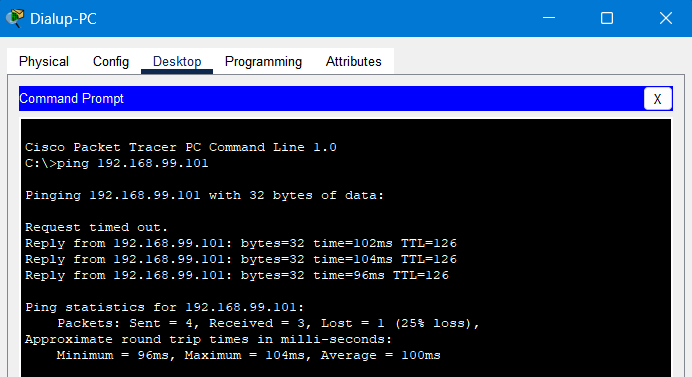 Dialup-PC
Physical Config Desktop Programming Attributes
Command Prompt X
Cisco Packet Tracer PC Command Line 1.0
C:\>ping 192.168.99.101
Pinging 192.168.99.101 with 32 bytes of data:
Request timed out.
Reply from 192.168.99.101: bytes=32 time=102ms TTL=126
Reply from 192.168.99.101: bytes=32 time=104ms TTL=126
Reply from 192.168.99.101: bytes=32 time=96ms TTL=126
Ping statistics for 192.168.99.101:
Packets: Sent = 4, Received = 3, Lost = 1 (25% loss),
Approximate round trip times in milli-seconds:
Minimum = 96ms, Maximum = 104ms, Average = 100ms